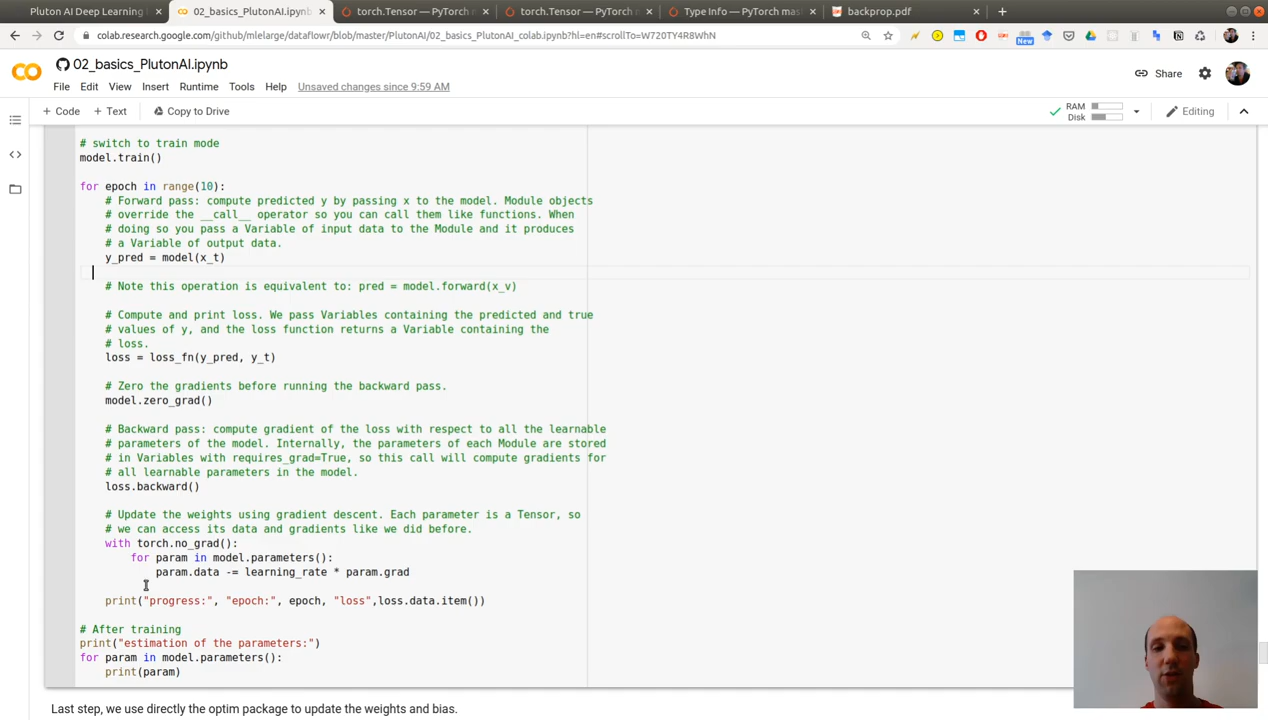 Pluton AI Deep Learning
02_basics_PlutonAI.ipynb
torch.Tensor — PyTorch
torch.Tensor — PyTorch
Type Info — PyTorch mas
backprop.pdf
colab.research.google.com/github/mlelarge/dataflowr/blob/master/PlutonAI/02_basics_PlutonAI_colab.ipynb?hl=en#scrollTo=W720TY4R8WhN
New
02_basics_PlutonAI.ipynb
Share
File Edit View Insert Runtime Tools Help Unsaved changes since 9:59 AM
+ Code + Text Copy to Drive
RAM
Disk
Editing
# switch to train mode
model.train()
for epoch in range(10):
# Forward pass: compute predicted y by passing x to the model. Module objects
# override the __call__ operator so you can call them like functions. When
# doing so you pass a Variable of input data to the Module and it produces
# a Variable of output data.
y_pred = model(x_t)
# Note this operation is equivalent to: pred = model.forward(x_v)
# Compute and print loss. We pass Variables containing the predicted and true
# values of y, and the loss function returns a Variable containing the
# loss.
loss = loss_fn(y_pred, y_t)
# Zero the gradients before running the backward pass.
model.zero_grad()
# Backward pass: compute gradient of the loss with respect to all the learnable
# parameters of the model. Internally, the parameters of each Module are stored
# in Variables with requires_grad=True, so this call will compute gradients for
# all learnable parameters in the model.
loss.backward()
# Update the weights using gradient descent. Each parameter is a Tensor, so
# we can access its data and gradients like we did before.
with torch.no_grad():
for param in model.parameters():
param.data -= learning_rate * param.grad
print("progress:", "epoch:", epoch, "loss",loss.data.item())
# After training
print("estimation of the parameters:")
for param in model.parameters():
print(param)
Last step, we use directly the optim package to update the weights and bias.